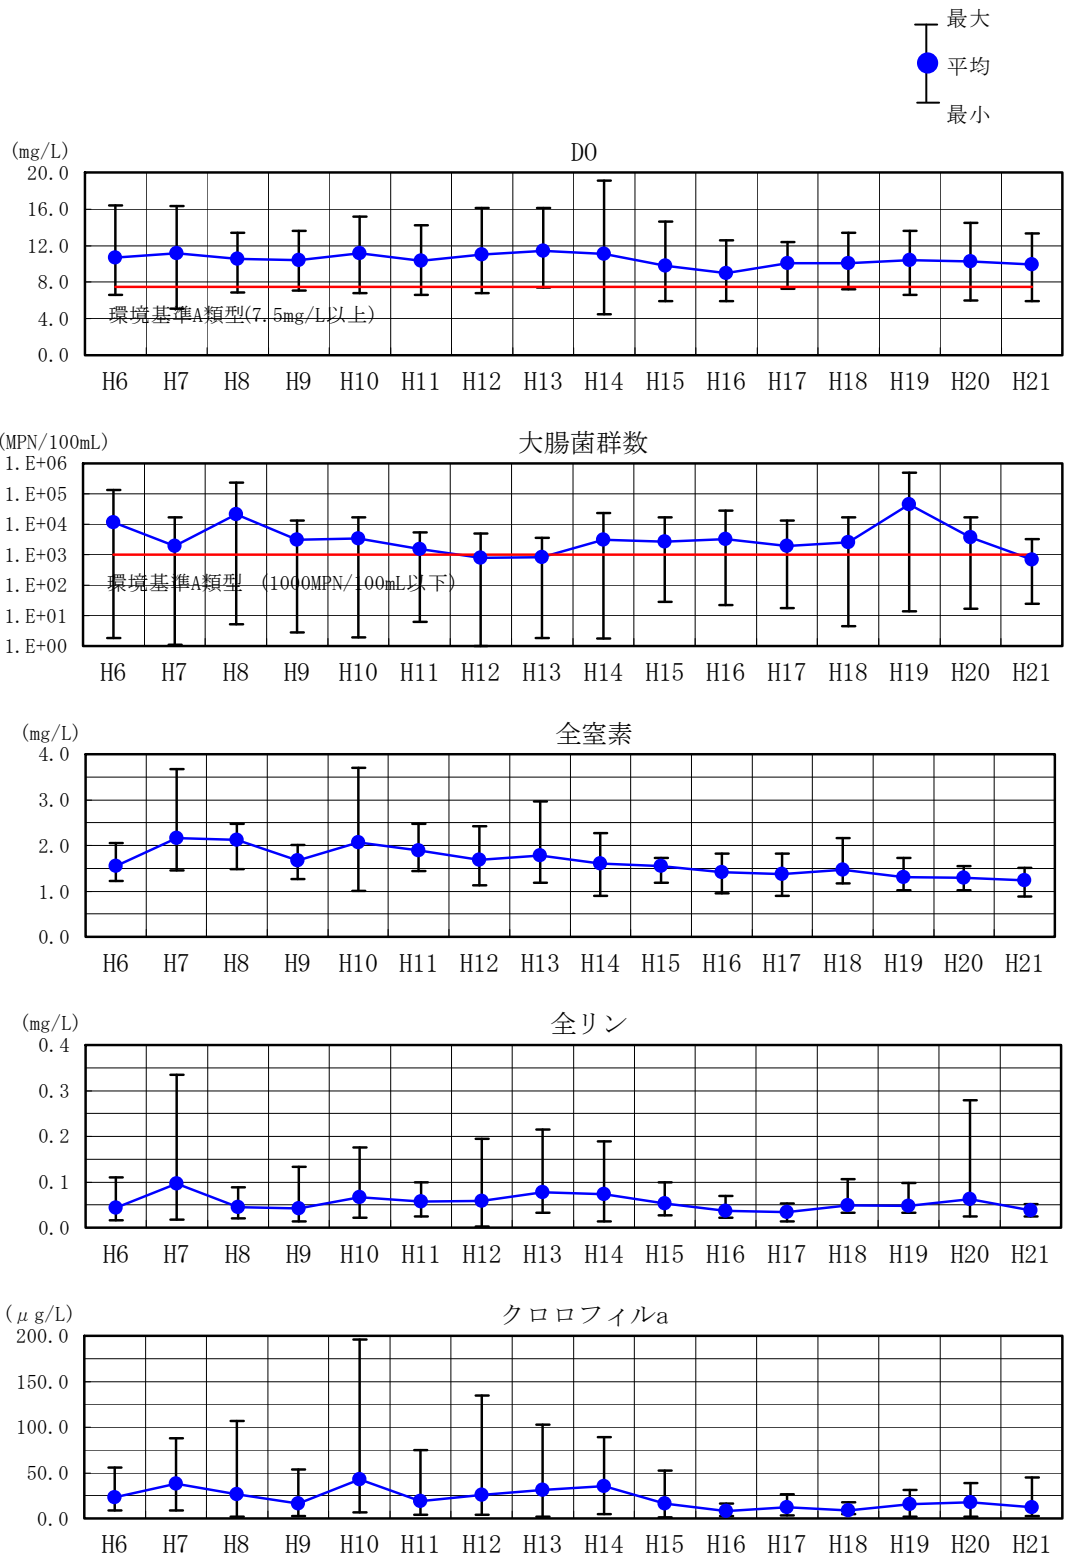 最大
平均
最小
(mg/L)
DO
20.0
16.0
12.0
8.0
4.0
0.0
環境基準A類型(7.5mg/L以上)
H6 H7 H8 H9 H10 H11 H12 H13 H14 H15 H16 H17 H18 H19 H20 H21
(MPN/100mL)
大腸菌群数
1.E+06
1.E+05
1.E+04
1.E+03
1.E+02
1.E+01
1.E+00
環境基準A類型 (1000MPN/100mL以下)
H6 H7 H8 H9 H10 H11 H12 H13 H14 H15 H16 H17 H18 H19 H20 H21
(mg/L)
全窒素
4.0
3.0
2.0
1.0
0.0
H6 H7 H8 H9 H10 H11 H12 H13 H14 H15 H16 H17 H18 H19 H20 H21
(mg/L)
全リン
0.4
0.3
0.2
0.1
0.0
H6 H7 H8 H9 H10 H11 H12 H13 H14 H15 H16 H17 H18 H19 H20 H21
(μg/L)
クロロフィルa
200.0
150.0
100.0
50.0
0.0
H6 H7 H8 H9 H10 H11 H12 H13 H14 H15 H16 H17 H18 H19 H20 H21